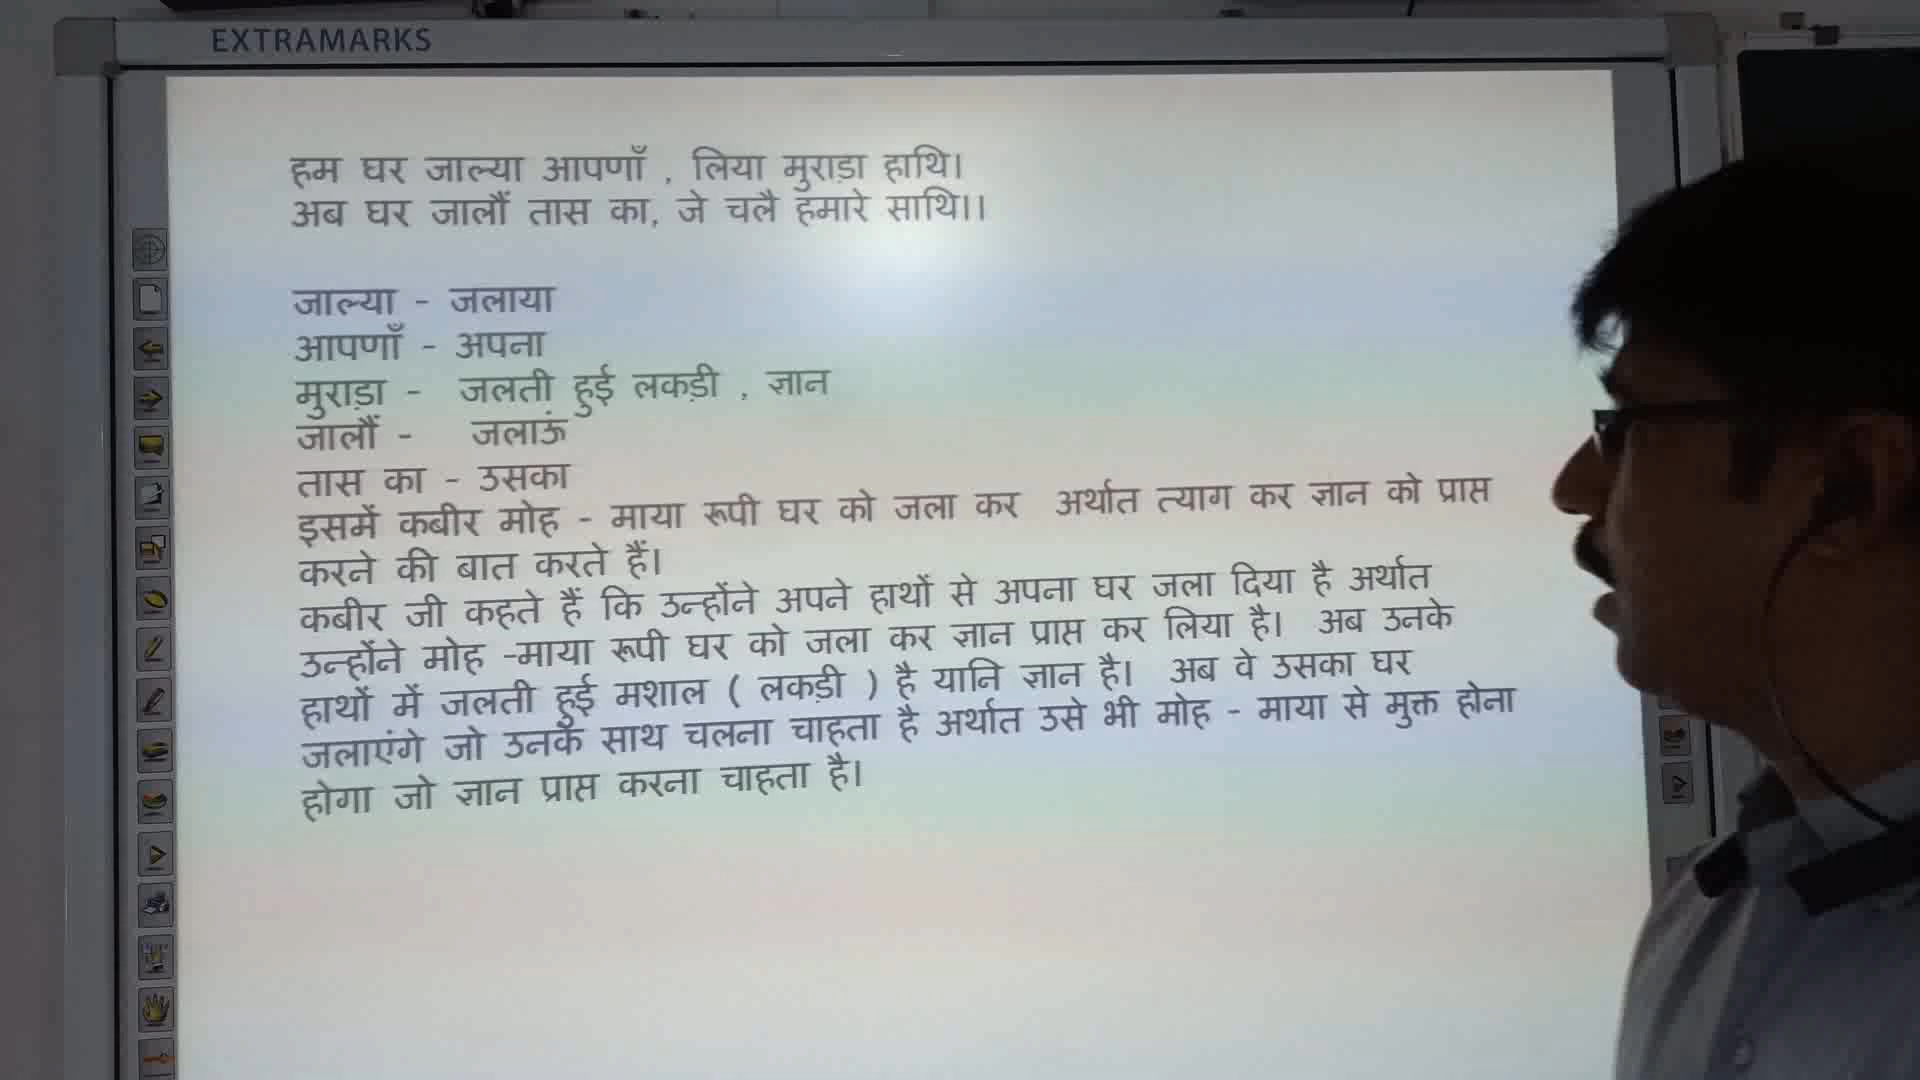 EXTRAMARKS
हम घर जाल्या आपणाँ , लिया मुराड़ा हाथि।
अब घर जालौं तास का, जे चलै हमारे साथि।।
जाल्या - जलाया
आपणाँ - अपना
मुराड़ा - जलती हुई लकड़ी , ज्ञान
जालौं - जलाऊं
तास का - उसका
इसमें कबीर मोह - माया रूपी घर को जला कर अर्थात त्याग कर ज्ञान को प्राप्त
करने की बात करते हैं।
कबीर जी कहते हैं कि उन्होंने अपने हाथों से अपना घर जला दिया है अर्थात
उन्होंने मोह -माया रूपी घर को जला कर ज्ञान प्राप्त कर लिया है। अब उनके
हाथों में जलती हुई मशाल ( लकड़ी ) है यानि ज्ञान है। अब वे उसका घर
जलाएंगे जो उनके साथ चलना चाहता है अर्थात उसे भी मोह - माया से मुक्त होना
होगा जो ज्ञान प्राप्त करना चाहता है।